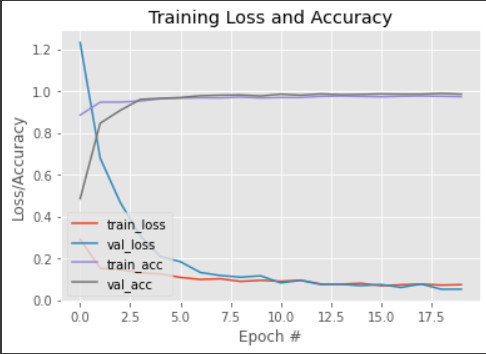 Training Loss and Accuracy
1.2
1.0
0.8
0.6
0.4
0.2
0.0
Loss/Accuracy
train_loss
val_loss
train_acc
val_acc
0.0 2.5 5.0 7.5 10.0 12.5 15.0 17.5
Epoch #